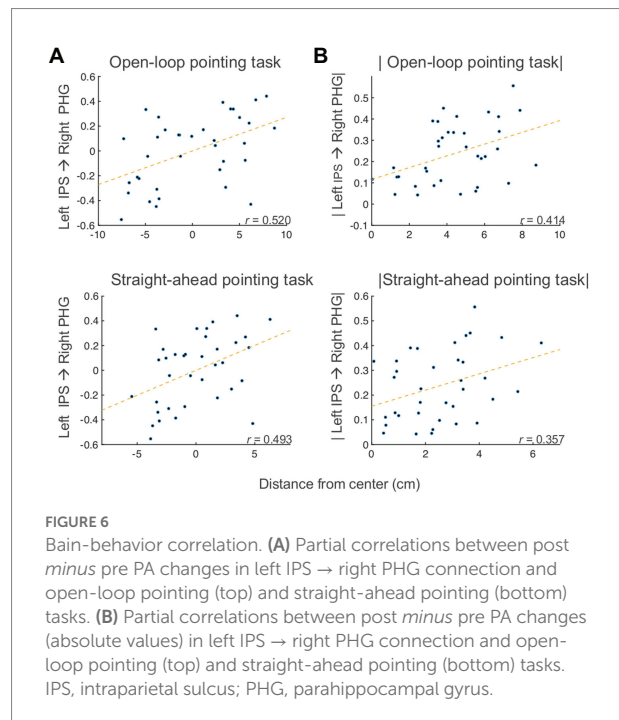 A
Open-loop pointing task
Left IPS → Right PHG
0.6
0.4
0.2
0
-0.2
-0.4
-0.6
-10
-5
0
5
10
r = 0.520
B
| Open-loop pointing task|
| Left IPS → Right PHG|
0.5
0.4
0.3
0.2
0.1
0
0.1
0
2
4
6
8
10
r = 0.414
Straight-ahead pointing task
Left IPS → Right PHG
0.6
0.4
0.2
0
-0.2
-0.4
-0.6
-5
0
5
r = 0.493
|Straight-ahead pointing task|
| Left IPS → Right PHG|
0.6
0.5
0.4
0.3
0.2
0.1
0
0
2
4
6
r = 0.357
Distance from center (cm)
FIGURE 6
Bain-behavior correlation. (A) Partial correlations between post
minus pre PA changes in left IPS → right PHG connection and
open-loop pointing (top) and straight-ahead pointing (bottom)
tasks. (B) Partial correlations between post minus pre PA changes
(absolute values) in left IPS → right PHG connection and open-
loop pointing (top) and straight-ahead pointing (bottom) tasks.
IPS, intraparietal sulcus; PHG, parahippocampal gyrus.